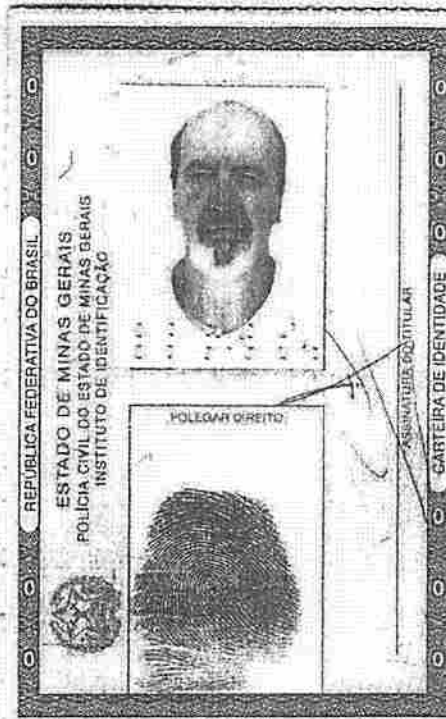 REPÚBLICA FEDERATIVA DO BRASIL
ESTADO DE MINAS GERAIS
POLÍCIA CIVIL DO ESTADO DE MINAS GERAIS
INSTITUTO DE IDENTIFICAÇÃO
POLEGAR DIREITO
ASSINATURA DO TITULAR
CARTEIRA DE IDENTIDADE